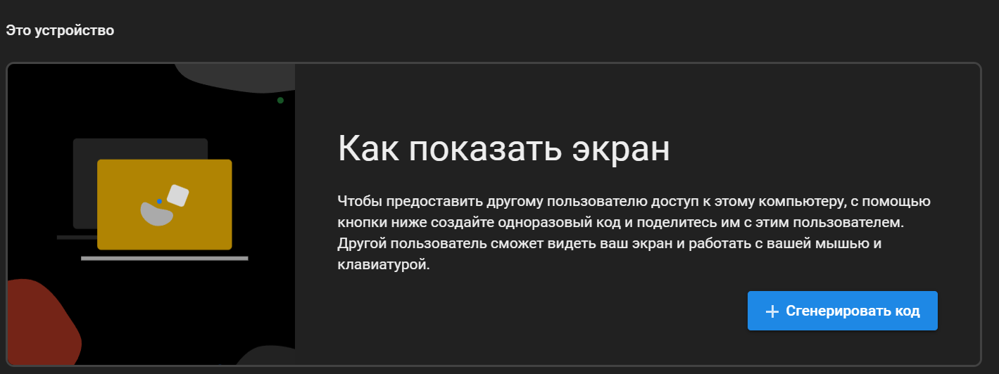 Это устройство
Как показать экран
Чтобы предоставить другому пользователю доступ к этому компьютеру, с помощью
кнопки ниже создайте одноразовый код и поделитесь им с этим пользователем.
Другой пользователь сможет видеть ваш экран и работать с вашей мышью и
клавиатурой.
Сгенерировать код